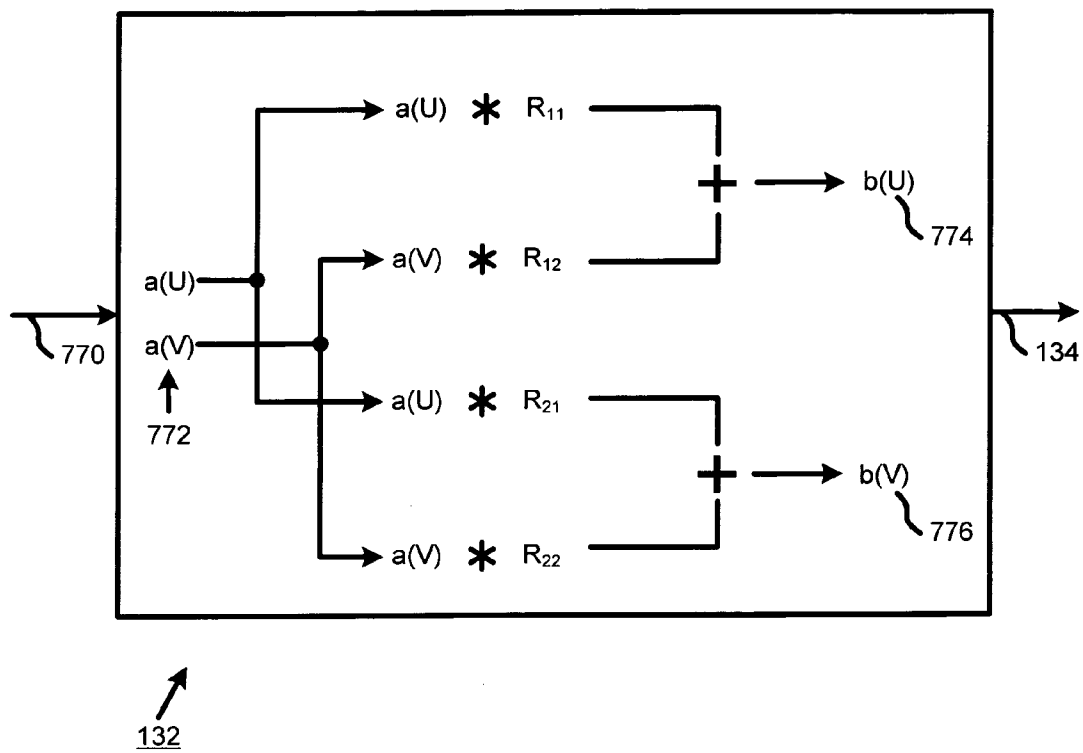 a(U) * R₁₁
+ b(U)
774
a(V) * R₁₂
a(U)
770
a(V)
134
772
a(U) * R₂₁
+ b(V)
776
a(V) * R₂₂
132